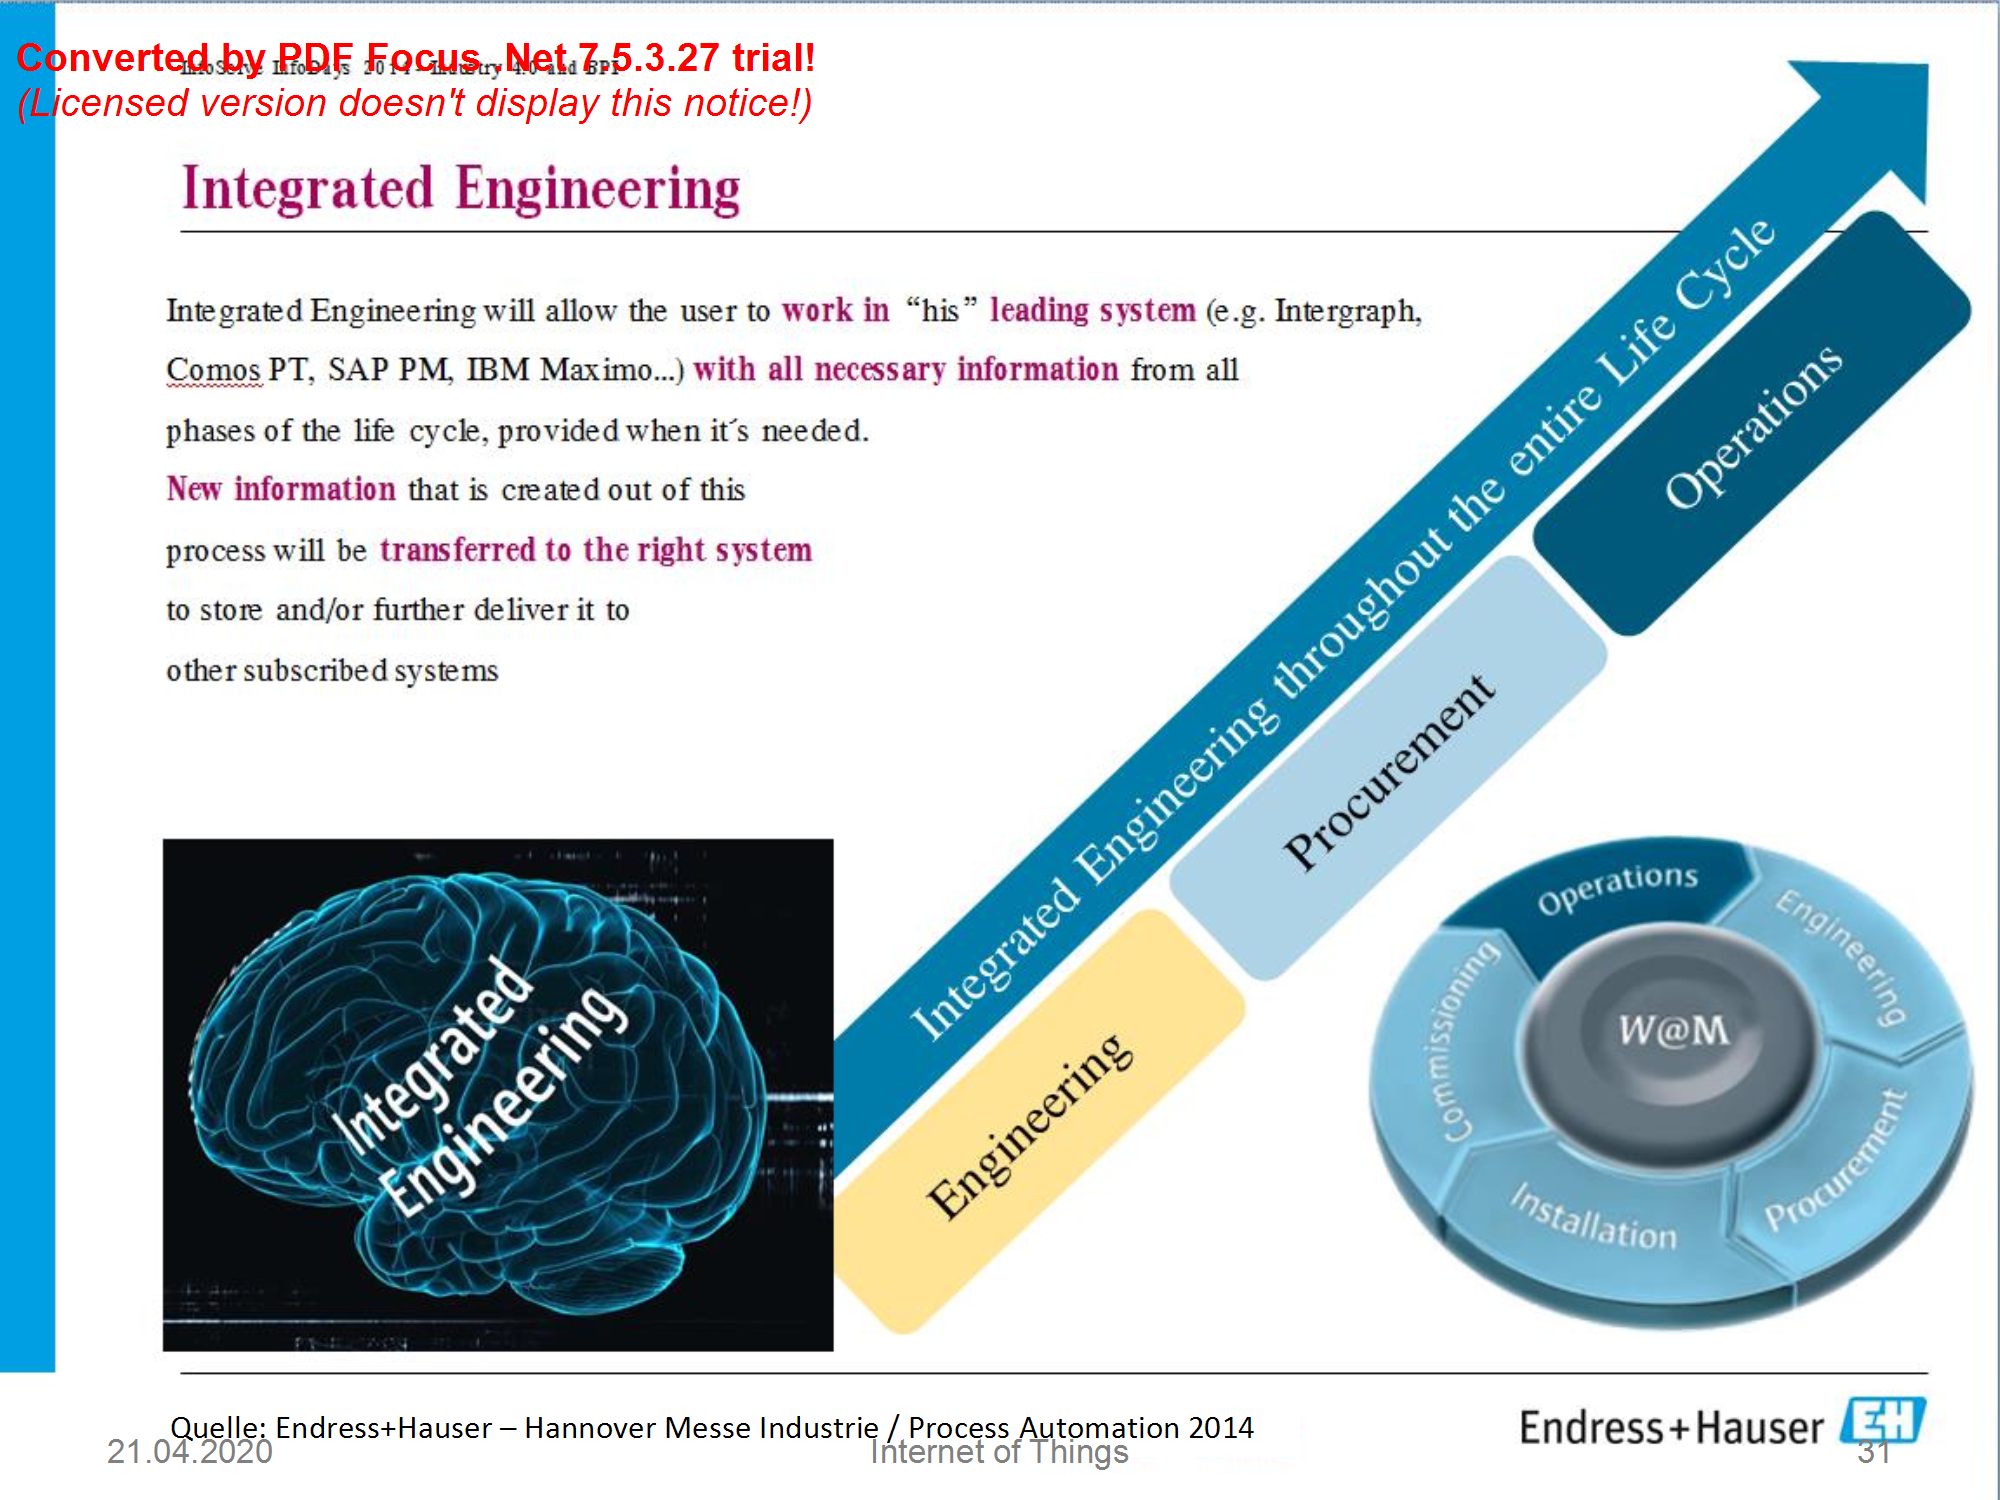 Converted by PDF Focus .Net 7.5.3.27 trial!
InfoServe InfoDays 2014 - Industry 4.0 and BPI
(Licensed version doesn't display this notice!)
Integrated Engineering
Integrated Engineering will allow the user to work in “his” leading system (e.g. Intergraph,
Comos PT, SAP PM, IBM Maximo...) with all necessary information from all
phases of the life cycle, provided when it´s needed.
New information that is created out of this
process will be transferred to the right system
to store and/or further deliver it to
other subscribed systems
Integrated Engineering throughout the entire Life Cycle
Operations
Procurement
Engineering
Integrated
Engineering
Operations
Engineering
Procurement
Installation
Commissioning
W@M
Quelle: Endress+Hauser – Hannover Messe Industrie / Process Automation 2014
Endress+Hauser EH
21.04.2020
Internet of Things
31